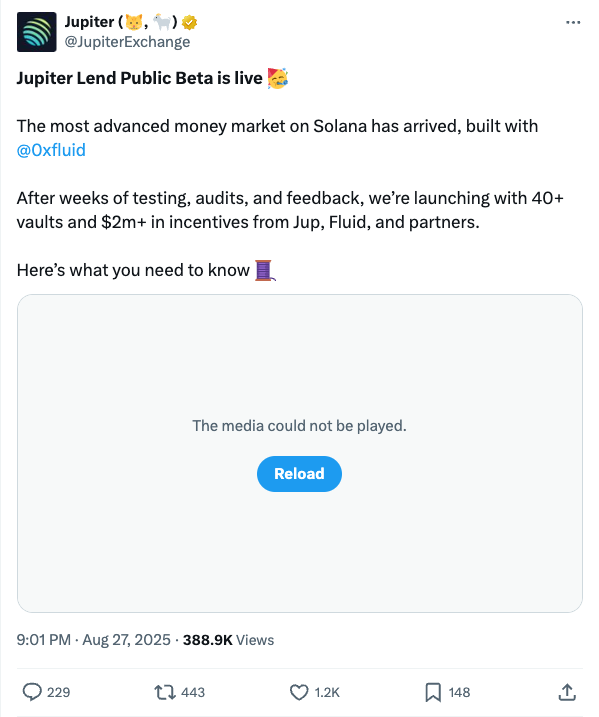 Jupiter (🐱, 🐐)
@JupiterExchange
Jupiter Lend Public Beta is live 🥳
The most advanced money market on Solana has arrived, built with
@0xfluid
After weeks of testing, audits, and feedback, we’re launching with 40+
vaults and $2m+ in incentives from Jup, Fluid, and partners.
Here’s what you need to know 🧵
The media could not be played.
Reload
9:01 PM · Aug 27, 2025 · 388.9K Views
229 443 1.2K 148